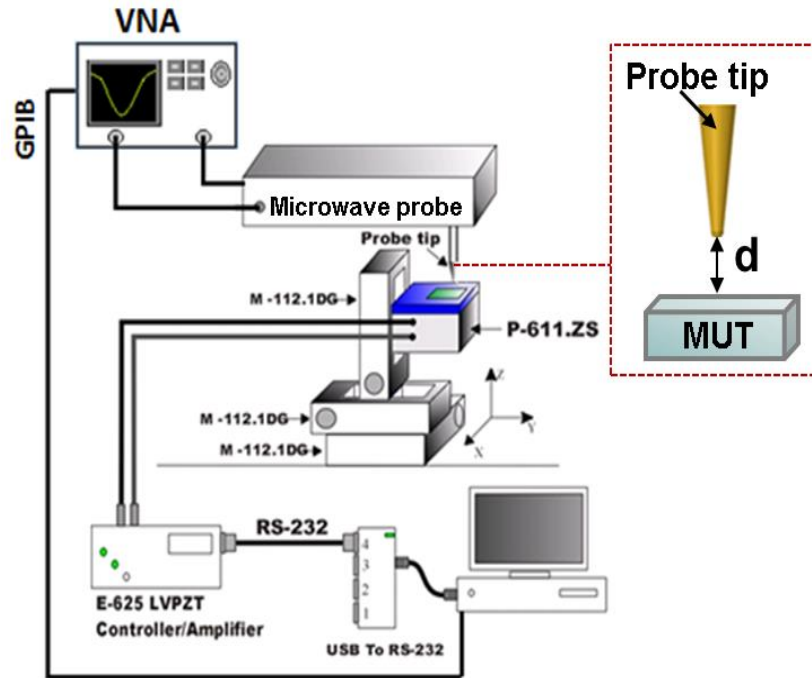 VNA
GPIB
Microwave probe
Probe tip
M -112.1DG
P-611.ZS
M -112.1DG
M -112.1DG
Z
Y
X
RS-232
4
3
2
1
E-625 LVPZT
Controller/Amplifier
USB To RS-232
Probe tip
d
MUT